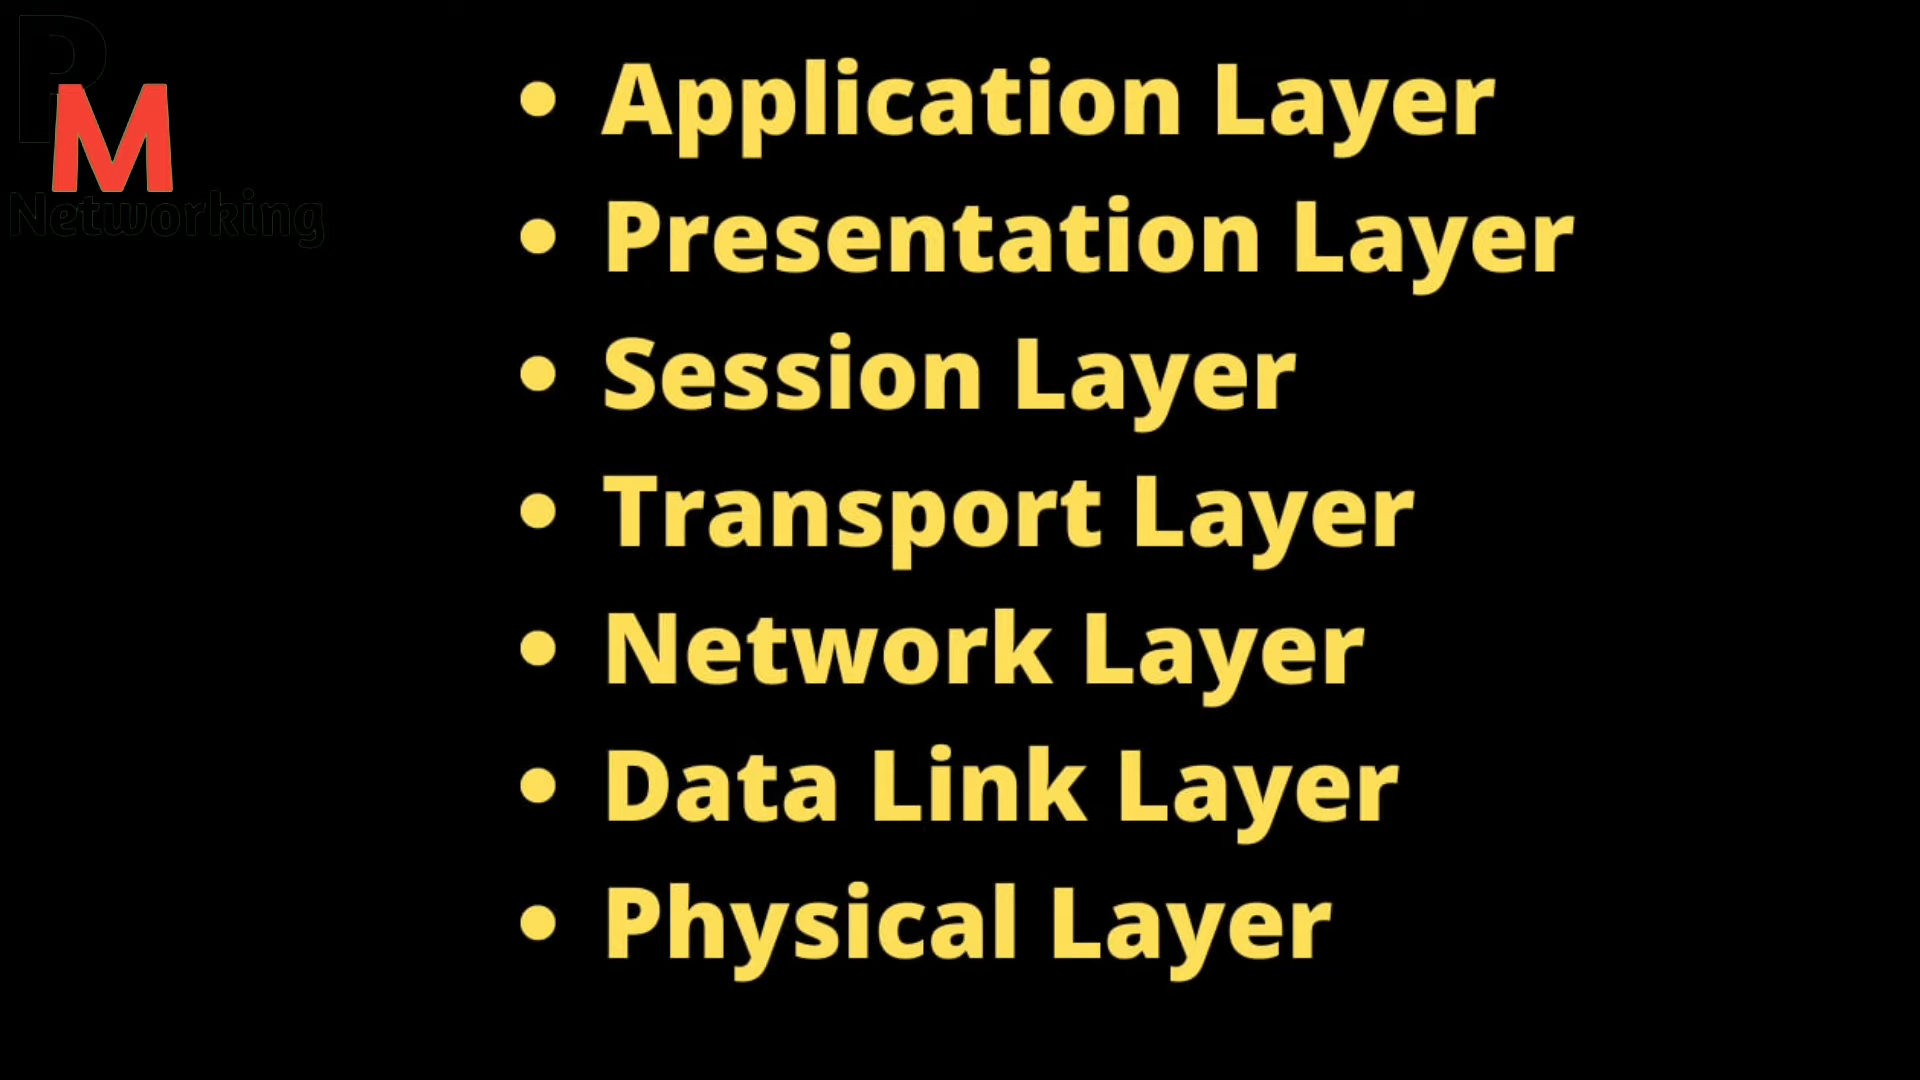 PM
Networking
• Application Layer
• Presentation Layer
• Session Layer
• Transport Layer
• Network Layer
• Data Link Layer
• Physical Layer